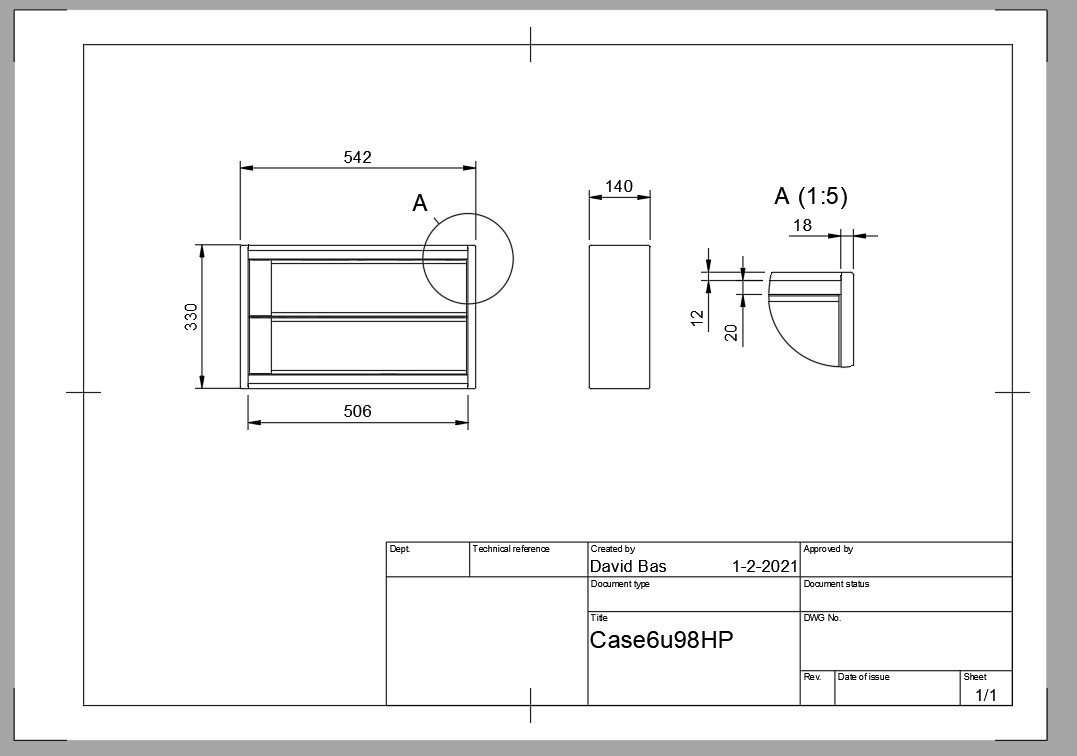 542
A
140
A (1:5)
18
330
12
20
506
Dept.
Technical reference
Created by
David Bas 1-2-2021
Approved by
Document type
Document status
Title
Case6u98HP
DWG No.
Rev.
Date of issue
Sheet
1/1